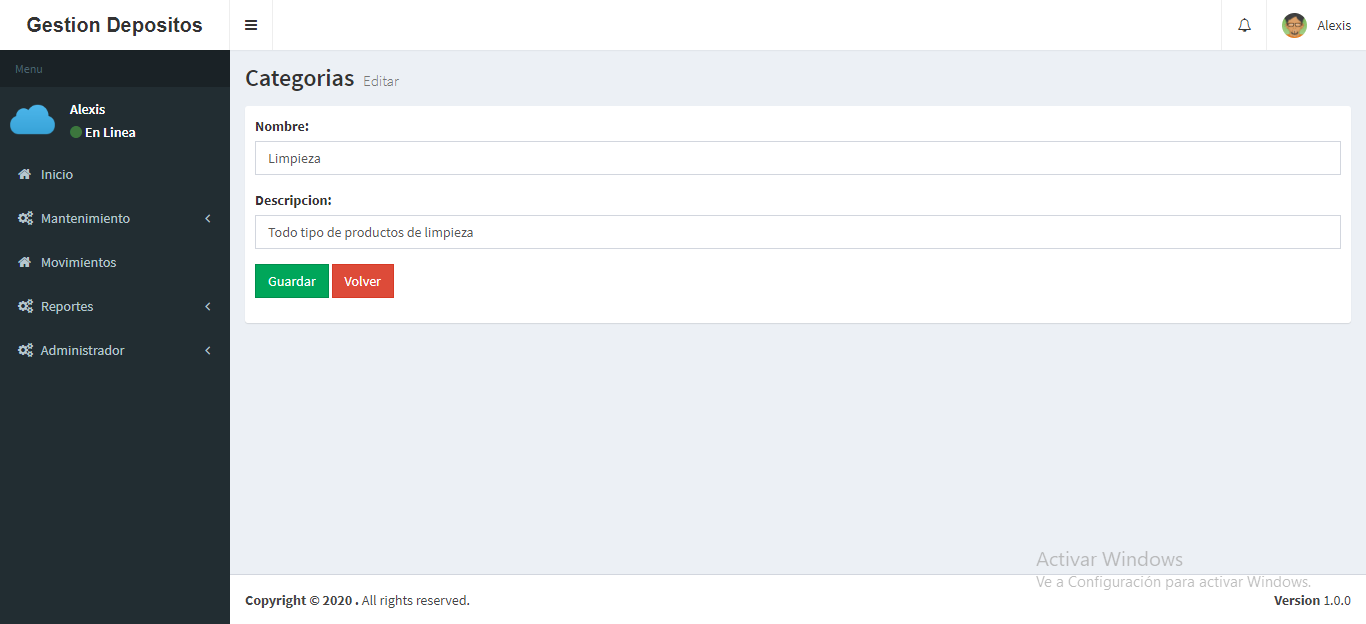 Gestion Depositos
Alexis
Menu
Alexis
En Linea
Inicio
Mantenimiento
Movimientos
Reportes
Administrador
Categorias Editar
Nombre:
Limpieza
Descripcion:
Todo tipo de productos de limpieza
Guardar Volver
Activar Windows
Ve a Configuración para activar Windows.
Copyright © 2020 . All rights reserved.
Version 1.0.0